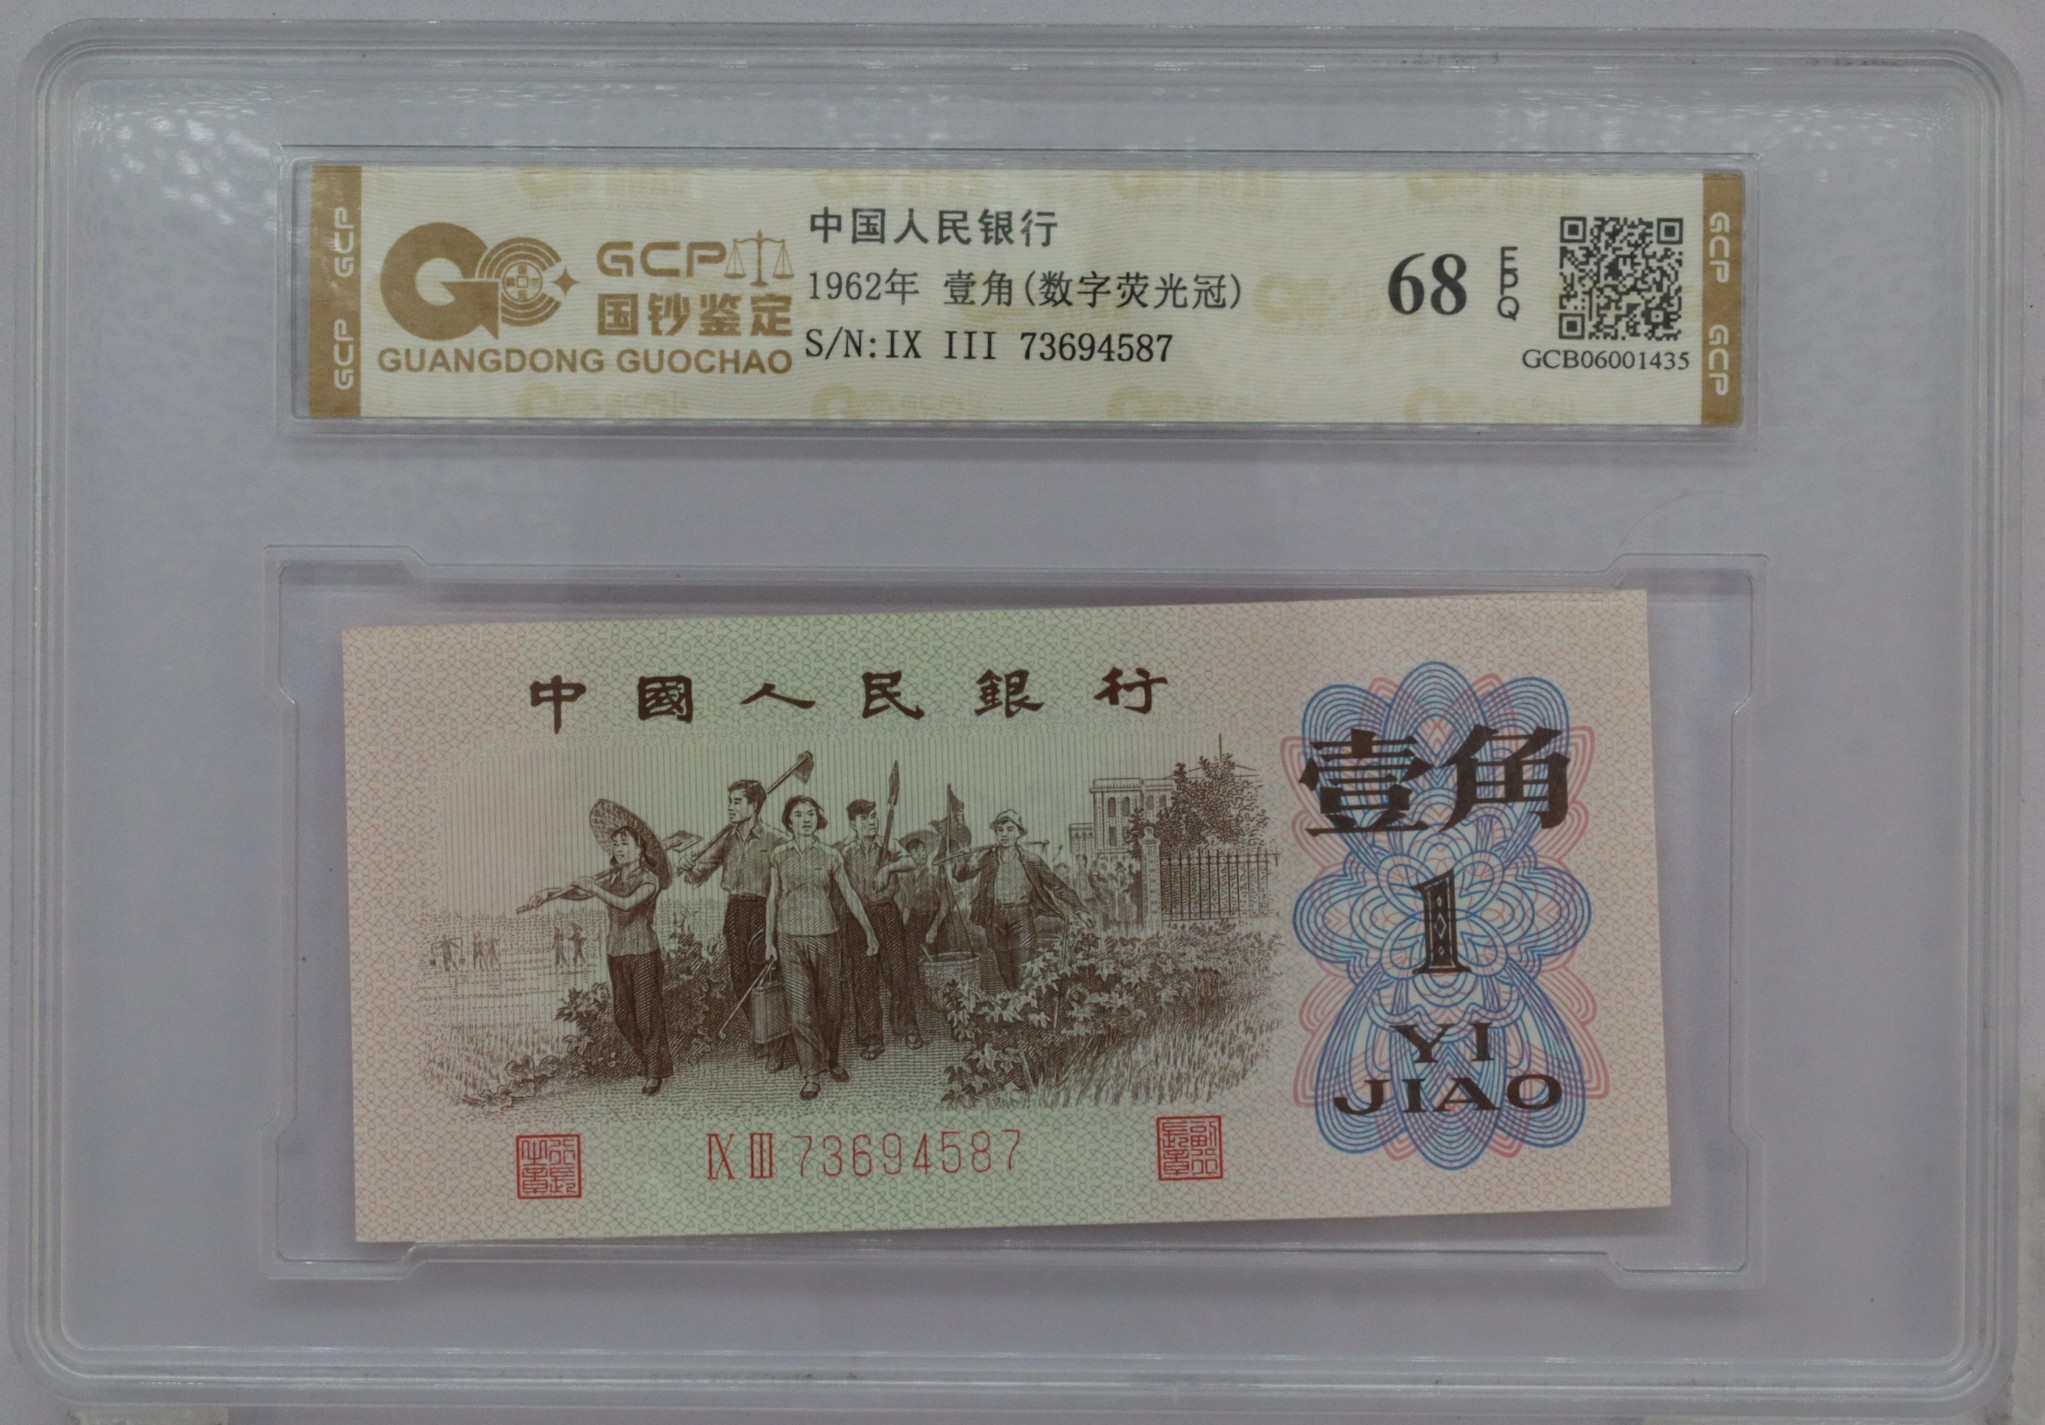 GCP
GCP
GCP
国钞鉴定
GUANGDONG GUOCHAO
中国人民银行
1962年 壹角(数字荧光冠)
S/N:IX III 73694587
68
EPQ
GCB06001435
GCP
GCP
中國人民銀行
壹角
1
YI
JIAO
IX III 73694587